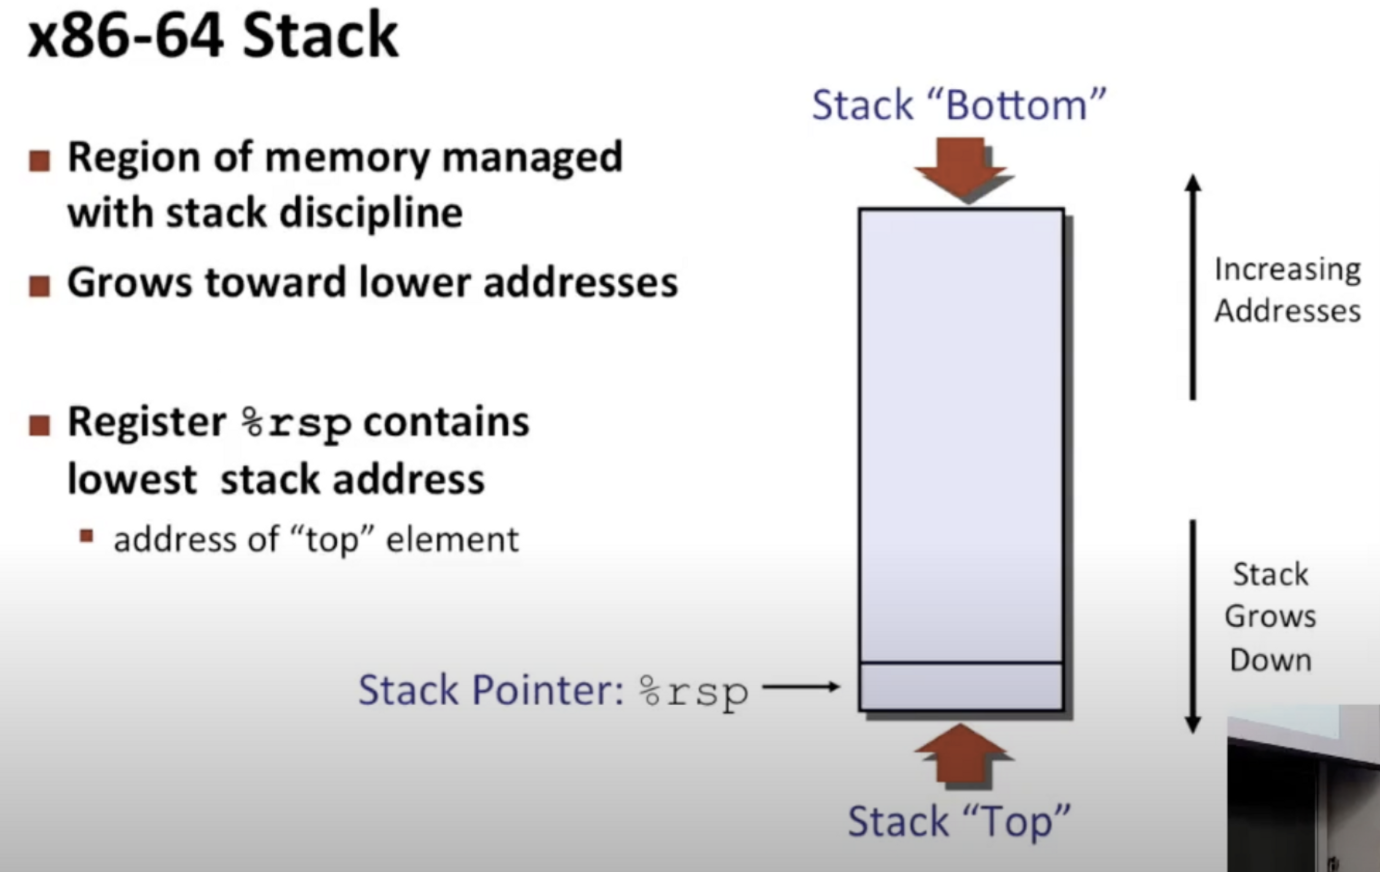 x86-64 Stack
Region of memory managed
with stack discipline
Grows toward lower addresses
Register %rsp contains
lowest stack address
address of “top” element
Stack “Bottom”
Increasing
Addresses
Stack
Grows
Down
Stack Pointer: %rsp
Stack “Top”